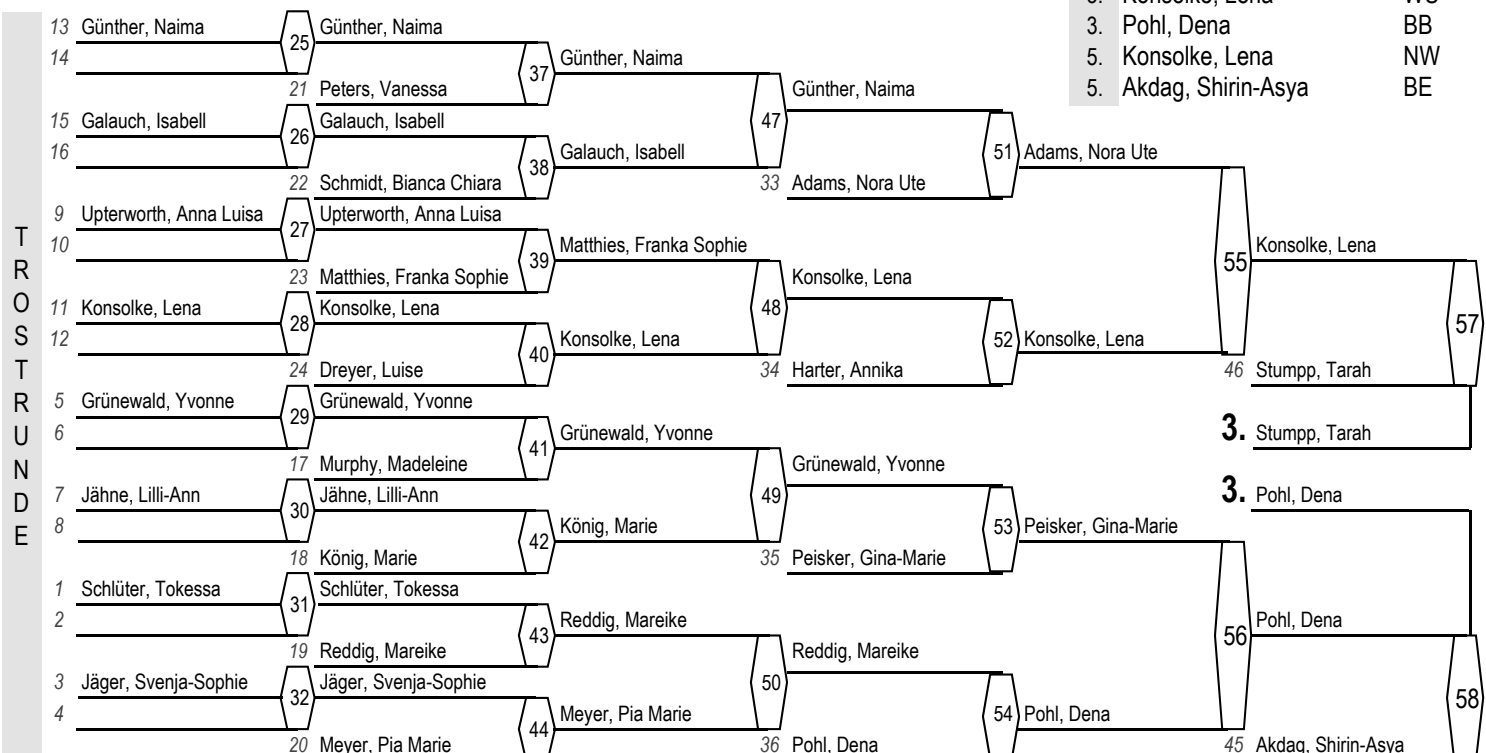 3. Konsolke, Lena
3. Pohl, Dena BB
5. Konsolke, Lena NW
5. Akdag, Shirin-Asya BE
TROSTRUNDE
13 Günther, Naima 25 Günther, Naima
14 37 Günther, Naima
21 Peters, Vanessa Günther, Naima
15 Galauch, Isabell 26 Galauch, Isabell 47
16 38 Galauch, Isabell 51 Adams, Nora Ute
22 Schmidt, Bianca Chiara 33 Adams, Nora Ute
9 Upterworth, Anna Luisa 27 Upterworth, Anna Luisa
10 39 Matthies, Franka Sophie 55 Konsolke, Lena
23 Matthies, Franka Sophie Konsolke, Lena
11 Konsolke, Lena 28 Konsolke, Lena 48 57
12 40 Konsolke, Lena 52 Konsolke, Lena
24 Dreyer, Luise 34 Harter, Annika 46 Stumpp, Tarah
5 Grünewald, Yvonne 29 Grünewald, Yvonne
6 41 Grünewald, Yvonne 3. Stumpp, Tarah
17 Murphy, Madeleine Grünewald, Yvonne
7 Jähne, Lilli-Ann 30 Jähne, Lilli-Ann 49 3. Pohl, Dena
8 42 König, Marie 53 Peisker, Gina-Marie
18 König, Marie 35 Peisker, Gina-Marie
1 Schlüter, Tokessa 31 Schlüter, Tokessa
2 43 Reddig, Mareike 56 Pohl, Dena
19 Reddig, Mareike Reddig, Mareike
3 Jäger, Svenja-Sophie 32 Jäger, Svenja-Sophie 50 58
4 44 Meyer, Pia Marie 54 Pohl, Dena
20 Meyer, Pia Marie 36 Pohl, Dena 45 Akdag, Shirin-Asya